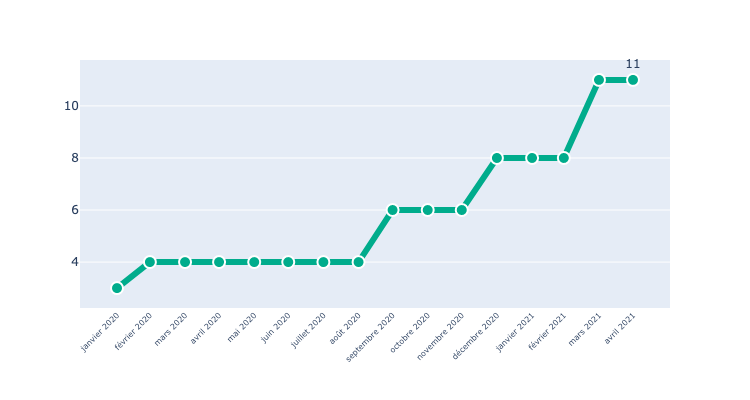 11
10
8
6
4
janvier 2020
février 2020
mars 2020
avril 2020
mai 2020
juin 2020
juillet 2020
août 2020
septembre 2020
octobre 2020
novembre 2020
décembre 2020
janvier 2021
février 2021
mars 2021
avril 2021